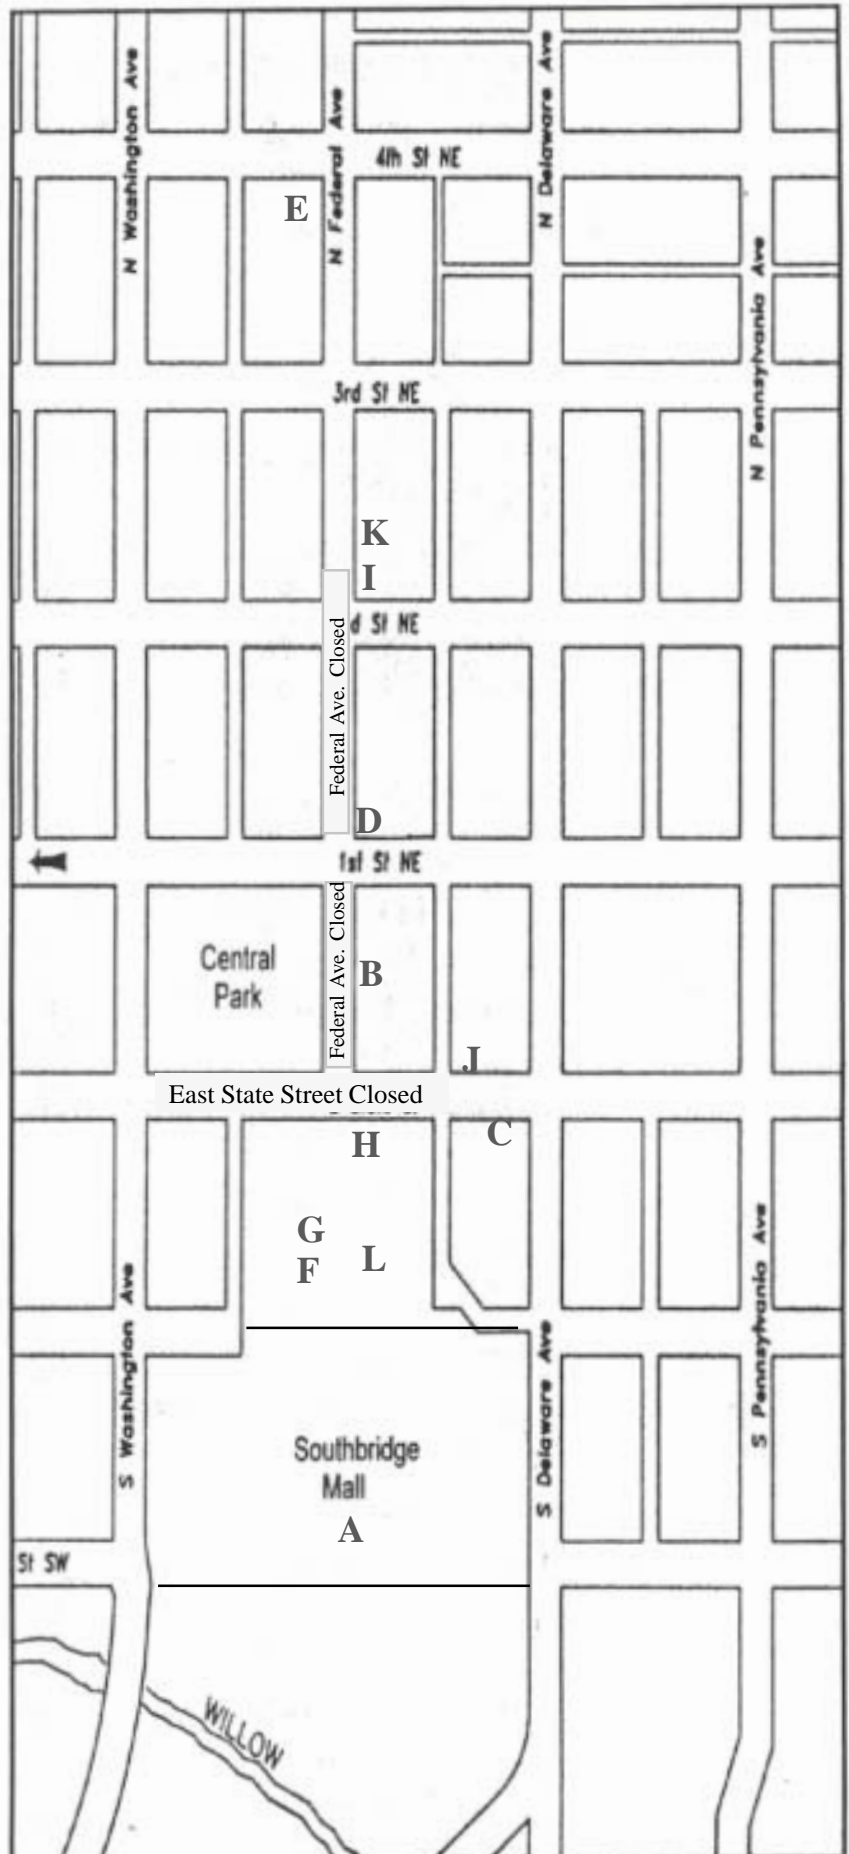 N Washington Ave
N Federal Ave
N Delaware Ave
4th St NE
E
N Pennsylvania Ave
3rd St NE
K
I
d St NE
Federal Ave. Closed
D
1st St NE
Federal Ave. Closed
Central
Park
B
J
East State Street Closed
C
H
G
F
L
S Washington Ave
S Delaware Ave
S Pennsylvania Ave
Southbridge
Mall
A
St SW
WILLOW